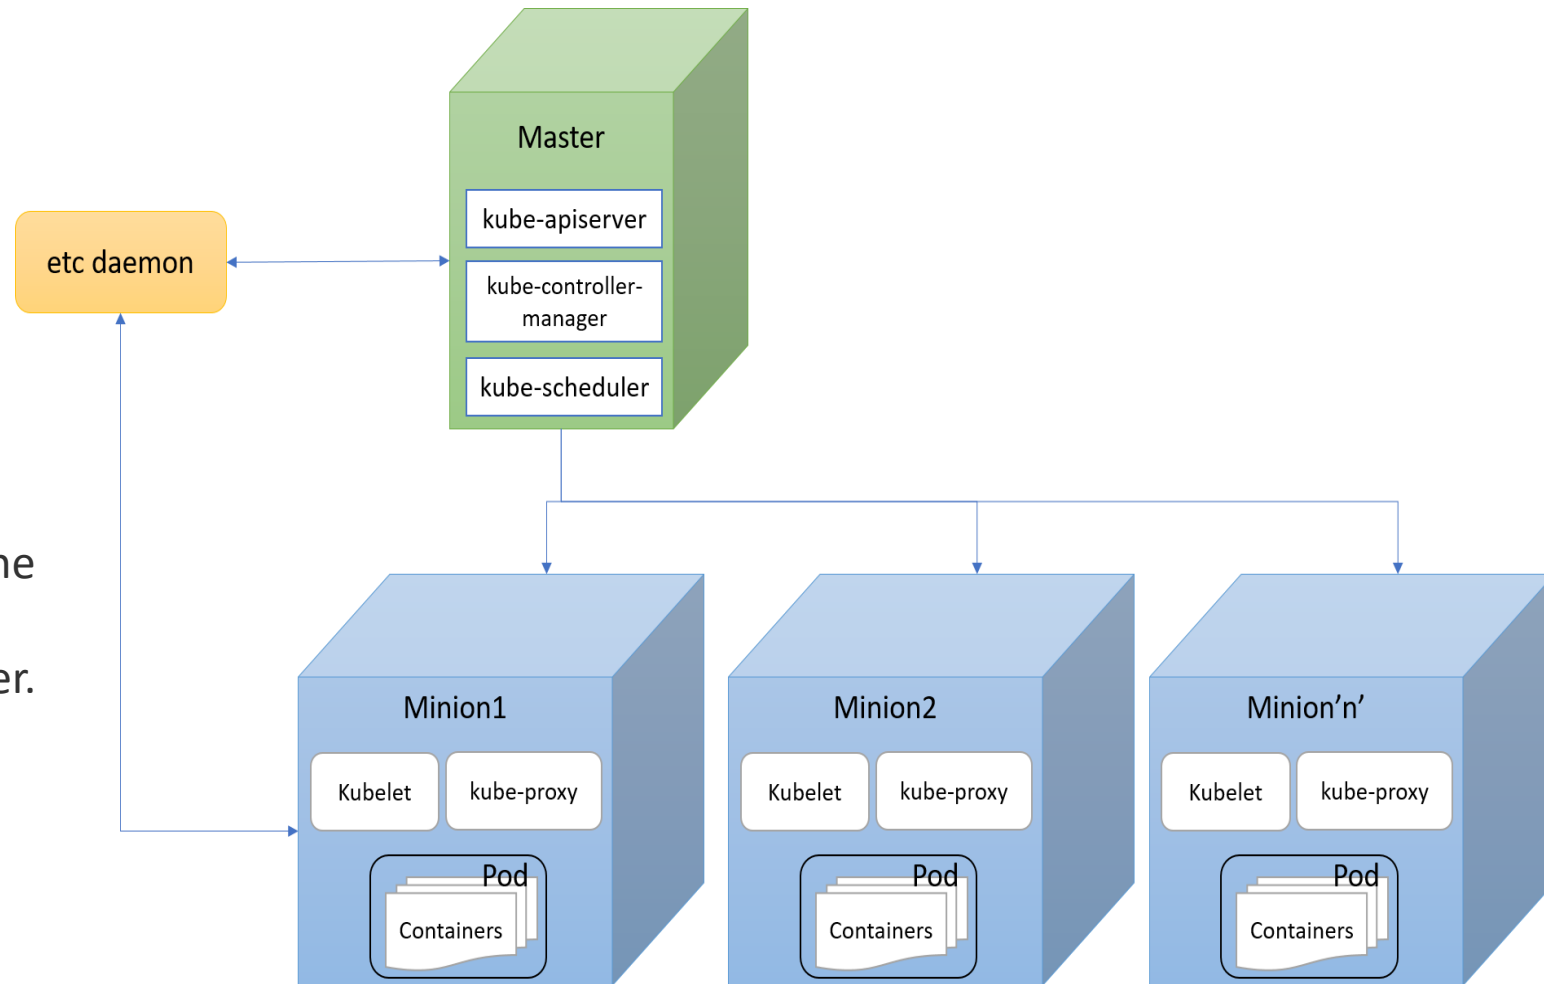 Master
kube-apiserver
etc daemon
kube-controller-
manager
kube-scheduler
ne
er.
Minion1
Kubelet
kube-proxy
Pod
Containers
Minion2
Kubelet
kube-proxy
Pod
Containers
Minion’n’
Kubelet
kube-proxy
Pod
Containers